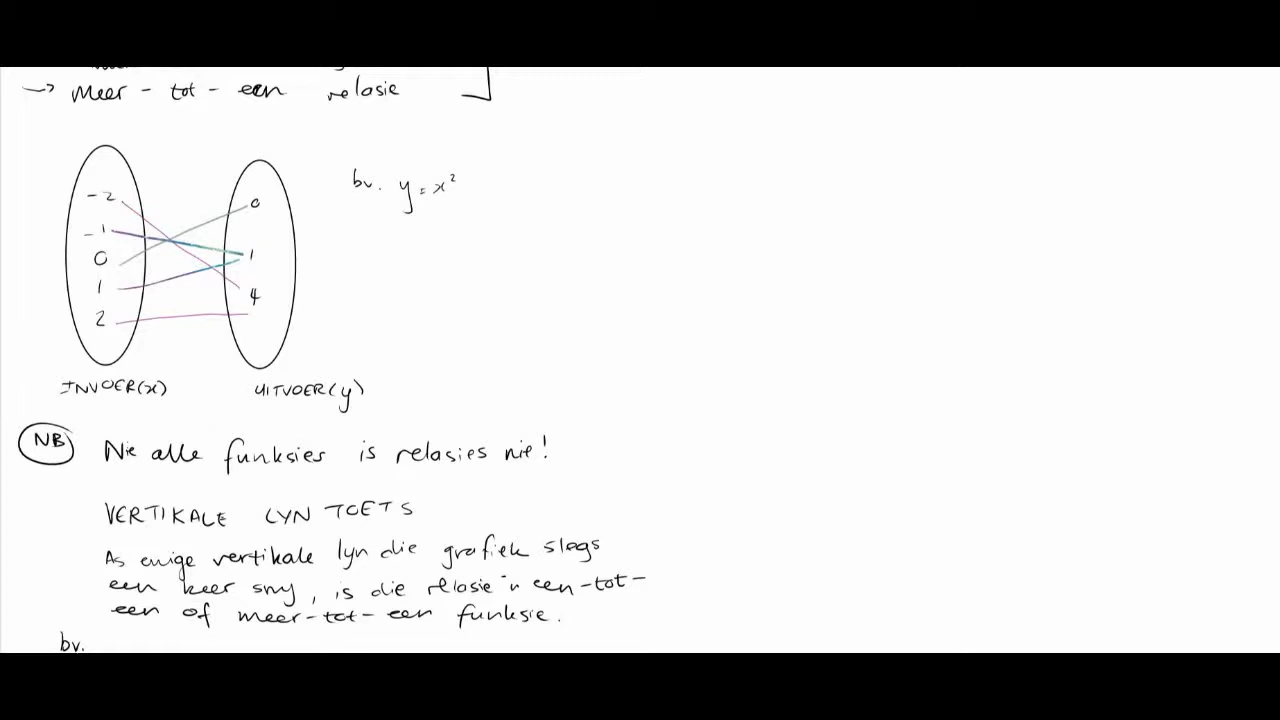 → meer - tot - een relasie
bv. y = x²
-2
-1
0
1
2
0
1
4
INVOER(x) UITVOER(y)
NB Nie alle funksies is relasies nie!
VERTIKALE LYN TOETS
As enige vertikale lyn die grafiek slegs
een keer sny, is die relasie 'n een-tot-
een of meer-tot-een funksie.
bv.